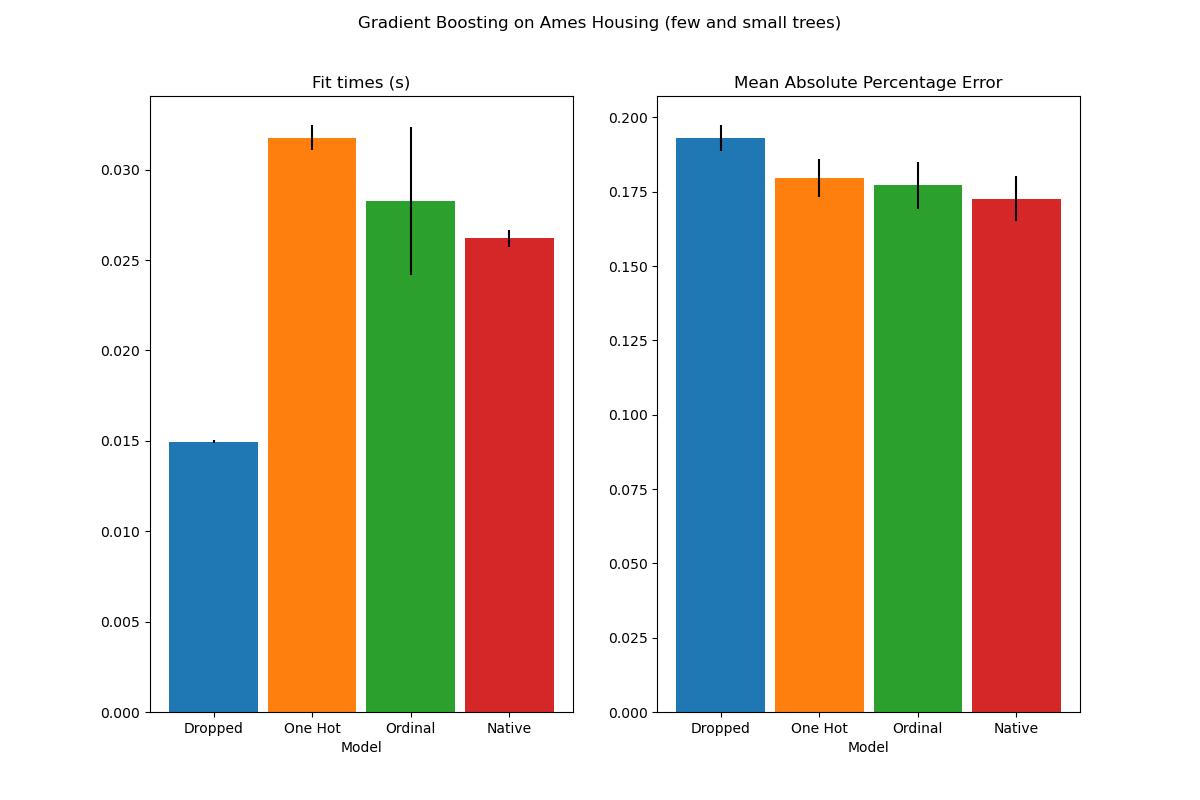 Gradient Boosting on Ames Housing (few and small trees)
Fit times (s)
0.030
0.025
0.020
0.015
0.010
0.005
0.000
Dropped One Hot Ordinal Native
Model
Mean Absolute Percentage Error
0.200
0.175
0.150
0.125
0.100
0.075
0.050
0.025
0.000
Dropped One Hot Ordinal Native
Model